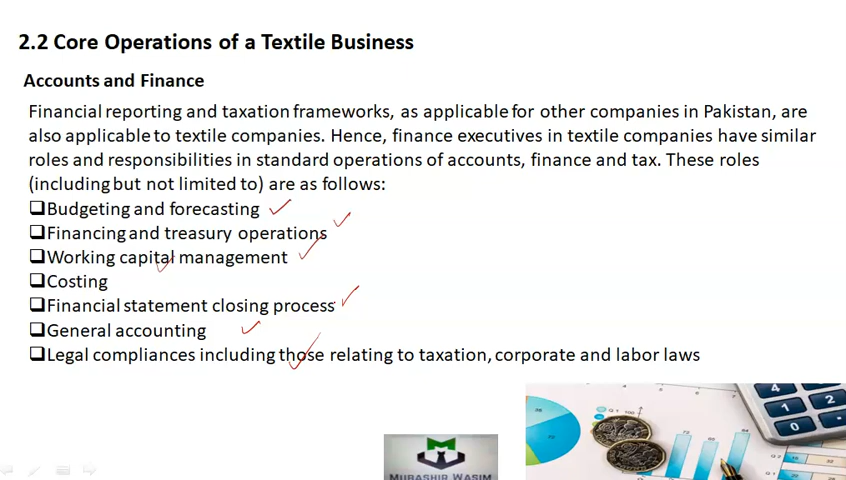 2.2 Core Operations of a Textile Business
Accounts and Finance
Financial reporting and taxation frameworks, as applicable for other companies in Pakistan, are
also applicable to textile companies. Hence, finance executives in textile companies have similar
roles and responsibilities in standard operations of accounts, finance and tax. These roles
(including but not limited to) are as follows:
❑Budgeting and forecasting
❑Financing and treasury operations
❑Working capital management
❑Costing
❑Financial statement closing process
❑General accounting
❑Legal compliances including those relating to taxation, corporate and labor laws
MUBASHIR WASIM
4
1 2
0